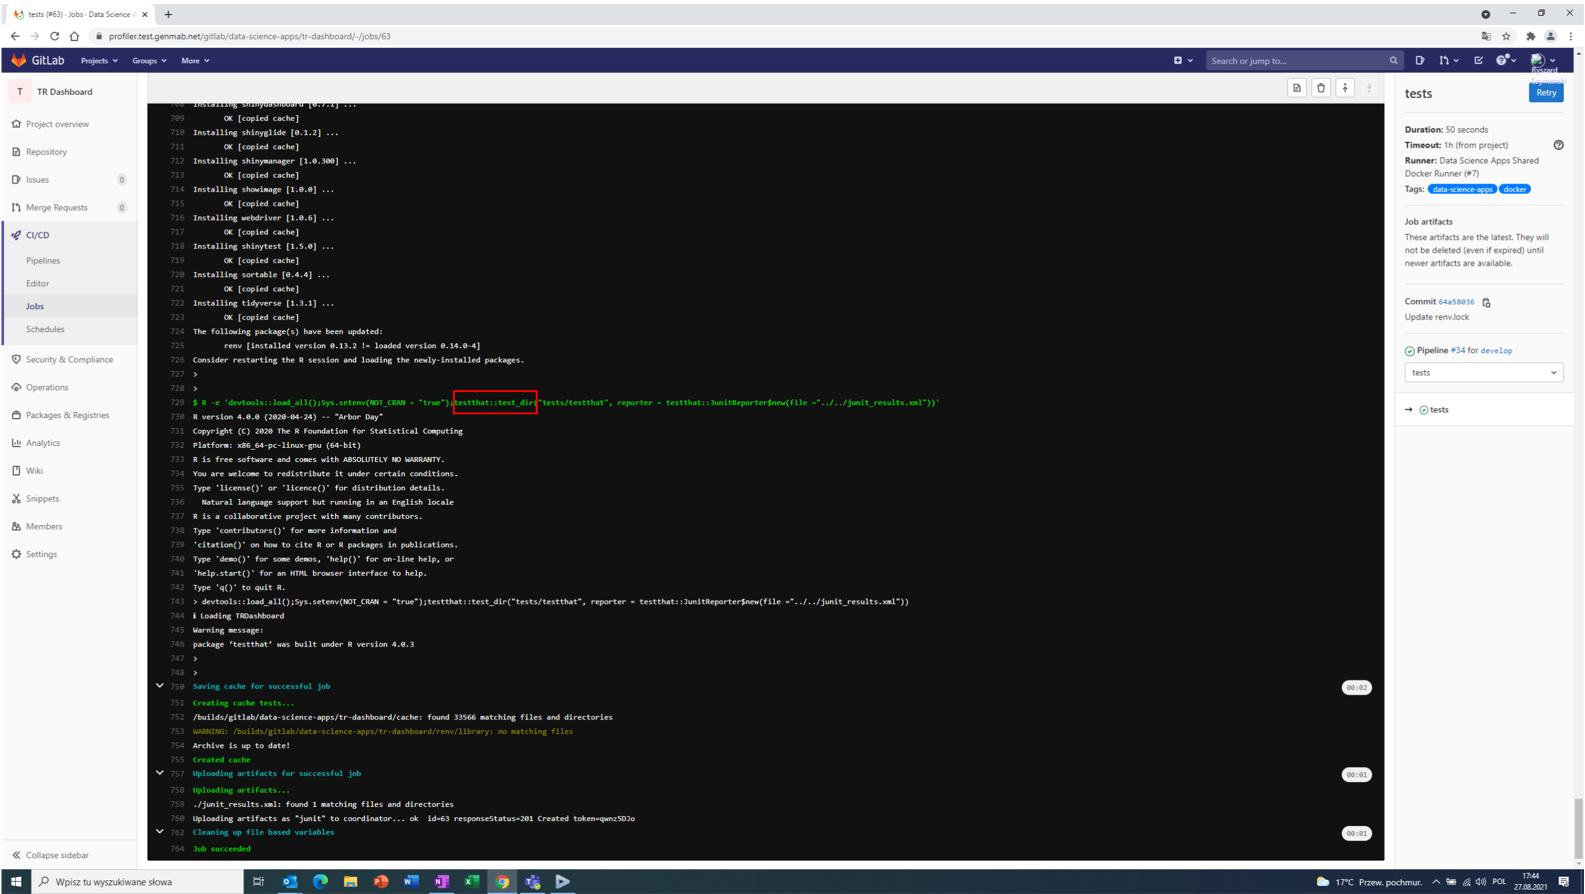 tests (#63) · Jobs · Data Science A
profiler.test.genmab.net/gitlab/data-science-apps/tr-dashboard/-/jobs/63
GitLab
Projects
Groups
More
Search or jump to...
Ryszard
T
TR Dashboard
Project overview
Repository
Issues 0
Merge Requests 0
CI/CD
Pipelines
Editor
Jobs
Schedules
Security & Compliance
Operations
Packages & Registries
Analytics
Wiki
Snippets
Members
Settings
Collapse sidebar
708 Installing shinydashboard [0.7.1] ...
709 OK [copied cache]
710 Installing shinyglide [0.1.2] ...
711 OK [copied cache]
712 Installing shinymanager [1.0.300] ...
713 OK [copied cache]
714 Installing showimage [1.0.0] ...
715 OK [copied cache]
716 Installing webdriver [1.0.6] ...
717 OK [copied cache]
718 Installing shinytest [1.5.0] ...
719 OK [copied cache]
720 Installing sortable [0.4.4] ...
721 OK [copied cache]
722 Installing tidyverse [1.3.1] ...
723 OK [copied cache]
724 The following package(s) have been updated:
725 renv [installed version 0.13.2 != loaded version 0.14.0-4]
726 Consider restarting the R session and loading the newly-installed packages.
727 >
728 >
729 $ R -e 'devtools::load_all();Sys.setenv(NOT_CRAN = "true");testthat::test_dir("tests/testthat", reporter = testthat::JunitReporter$new(file ="../../junit_results.xml"))'
730 R version 4.0.0 (2020-04-24) -- "Arbor Day"
731 Copyright (C) 2020 The R Foundation for Statistical Computing
732 Platform: x86_64-pc-linux-gnu (64-bit)
733 R is free software and comes with ABSOLUTELY NO WARRANTY.
734 You are welcome to redistribute it under certain conditions.
735 Type 'license()' or 'licence()' for distribution details.
736 Natural language support but running in an English locale
737 R is a collaborative project with many contributors.
738 Type 'contributors()' for more information and
739 'citation()' on how to cite R or R packages in publications.
740 Type 'demo()' for some demos, 'help()' for on-line help, or
741 'help.start()' for an HTML browser interface to help.
742 Type 'q()' to quit R.
743 > devtools::load_all();Sys.setenv(NOT_CRAN = "true");testthat::test_dir("tests/testthat", reporter = testthat::JunitReporter$new(file ="../../junit_results.xml"))
744 ℹ Loading TRDashboard
745 Warning message:
746 package ‘testthat’ was built under R version 4.0.3
747 >
748 >
750 Saving cache for successful job 00:02
751 Creating cache tests...
752 /builds/gitlab/data-science-apps/tr-dashboard/cache: found 33566 matching files and directories
753 WARNING: /builds/gitlab/data-science-apps/tr-dashboard/renv/library: no matching files
754 Archive is up to date!
755 Created cache
757 Uploading artifacts for successful job 00:01
758 Uploading artifacts...
759 ./junit_results.xml: found 1 matching files and directories
760 Uploading artifacts as "junit" to coordinator... ok id=63 responseStatus=201 Created token=qwnz5DJo
762 Cleaning up file based variables 00:01
764 Job succeeded
tests
Retry
Duration: 50 seconds
Timeout: 1h (from project)
Runner: Data Science Apps Shared
Docker Runner (#7)
Tags: data-science-apps docker
Job artifacts
These artifacts are the latest. They will
not be deleted (even if expired) until
newer artifacts are available.
Commit 64a58036
Update renv.lock
Pipeline #34 for develop
tests
→ tests
Wpisz tu wyszukiwane słowa
17°C Przew. pochmur.
POL
17:44
27.08.2021